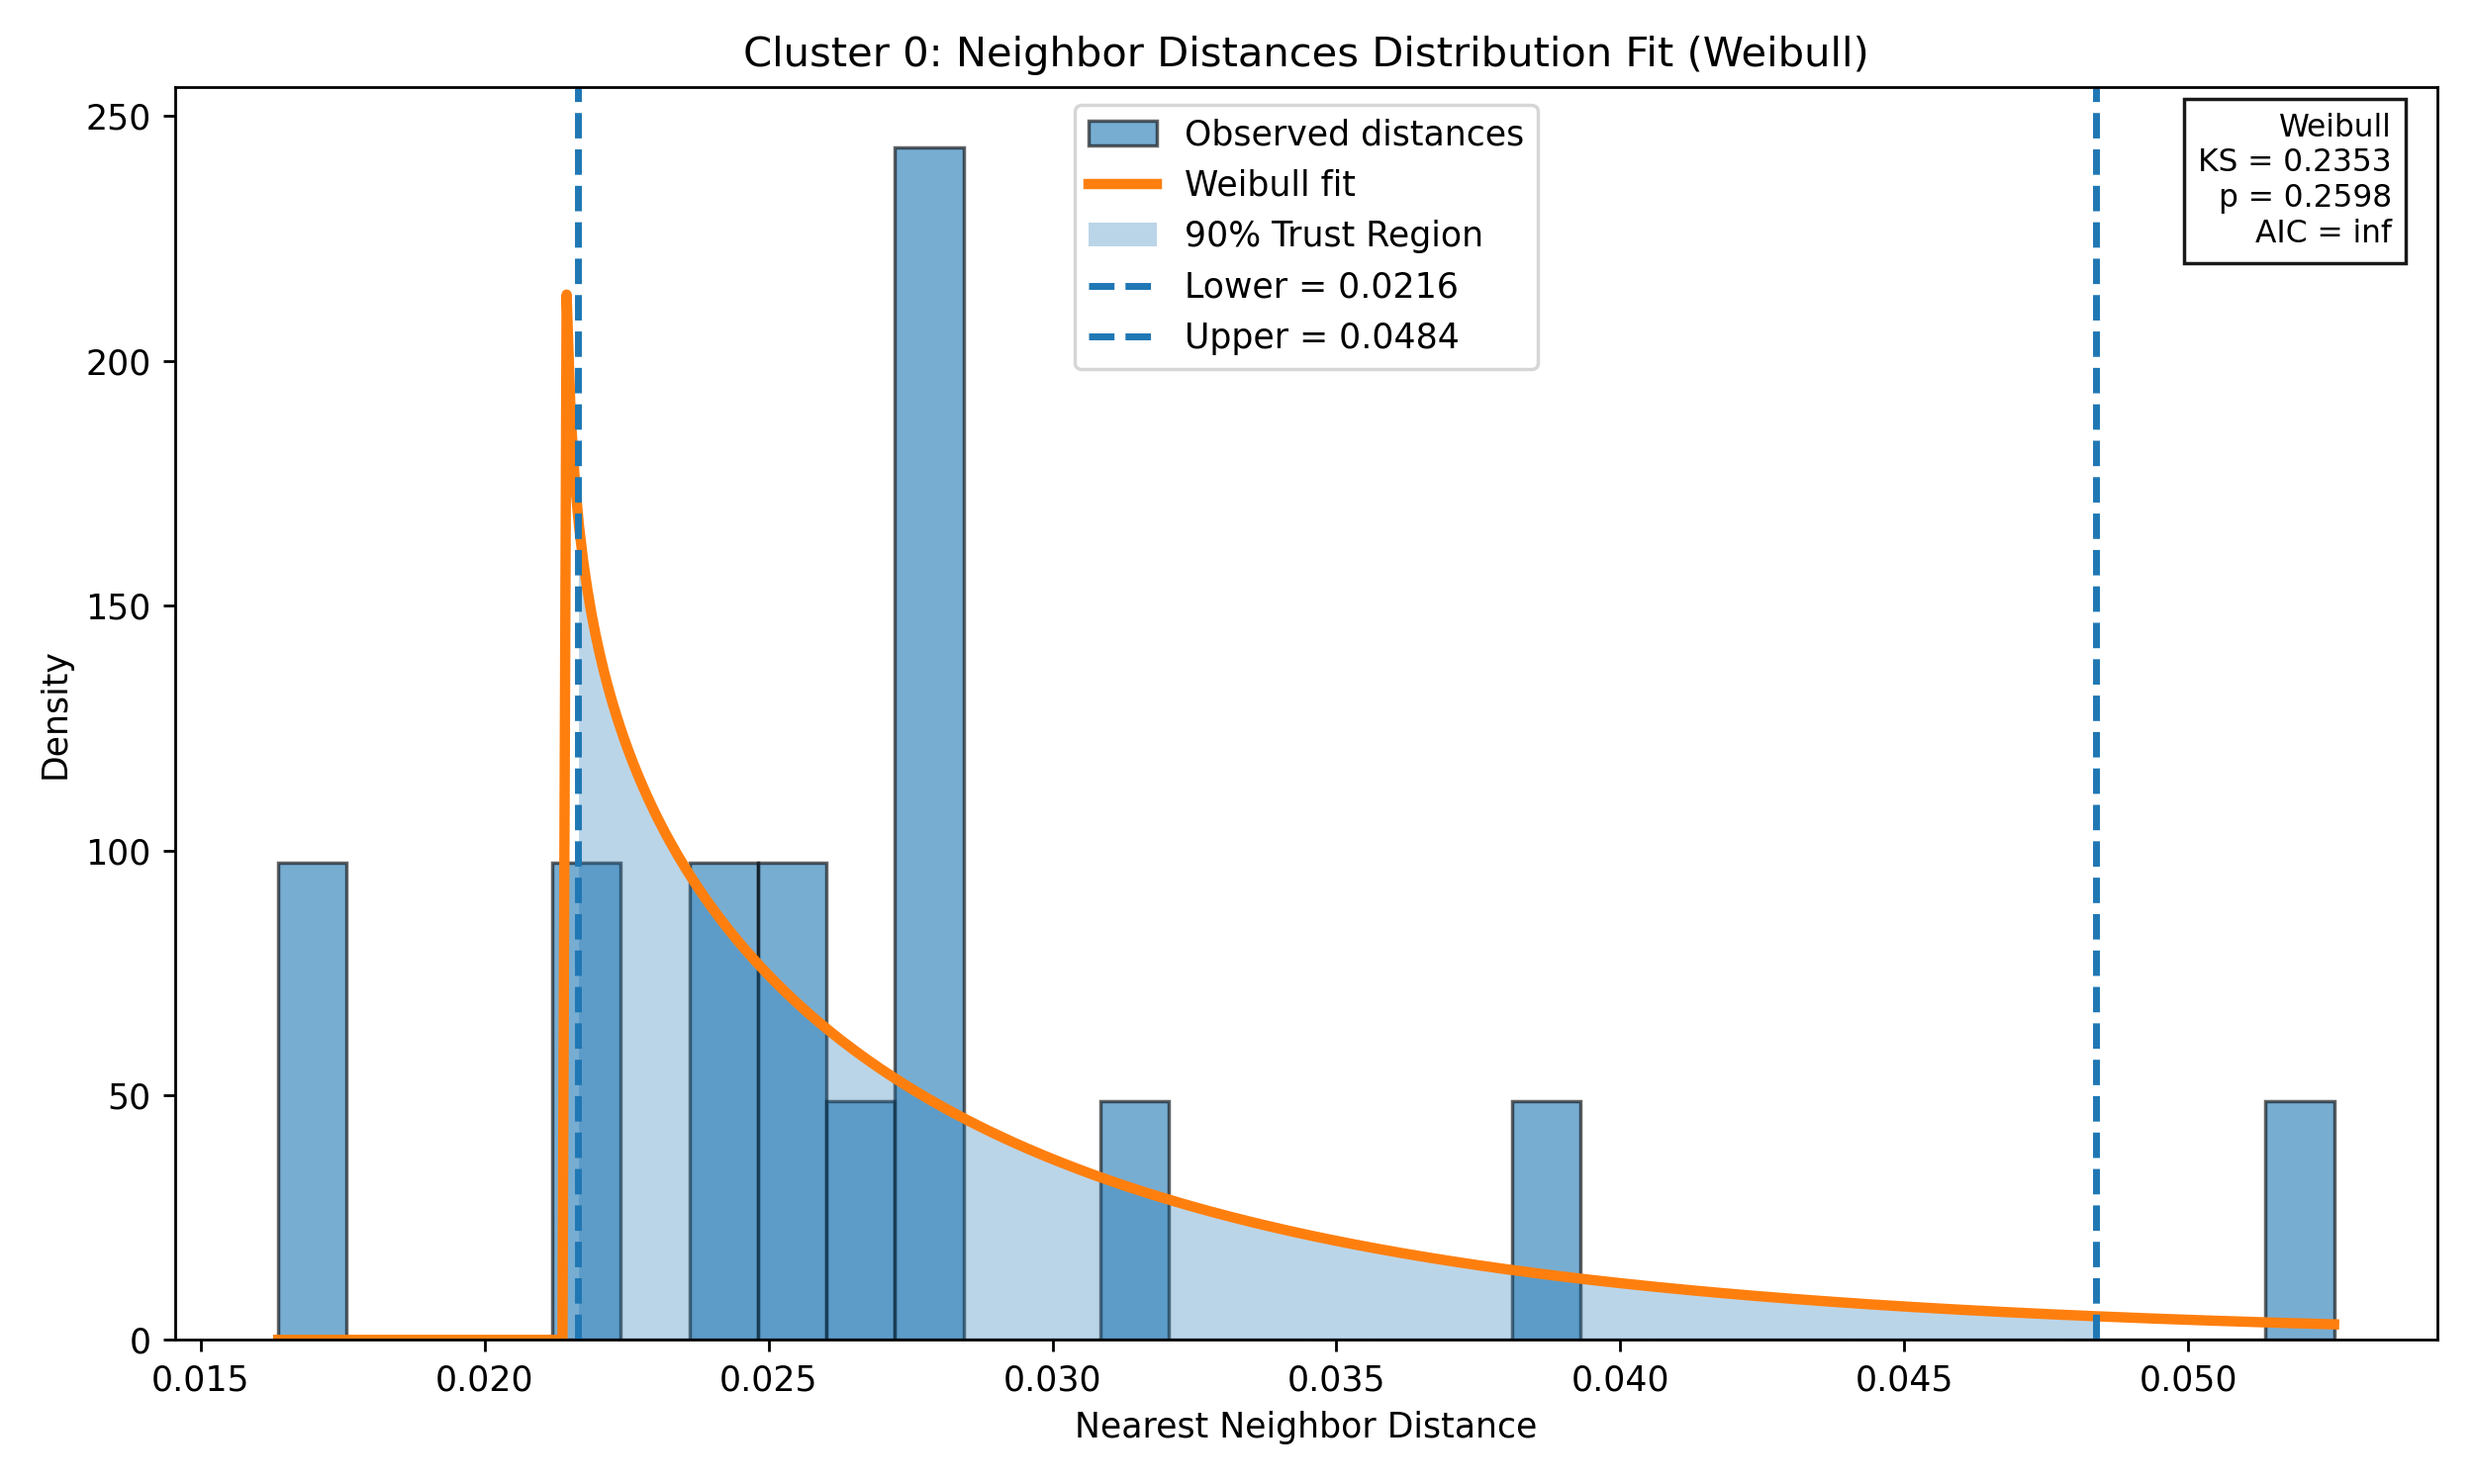 Cluster 0: Neighbor Distances Distribution Fit (Weibull)
250
200
150
100
50
0
Density
Observed distances
Weibull fit
90% Trust Region
Lower = 0.0216
Upper = 0.0484
Weibull
KS = 0.2353
p = 0.2598
AIC = inf
0.015 0.020 0.025 0.030 0.035 0.040 0.045 0.050
Nearest Neighbor Distance